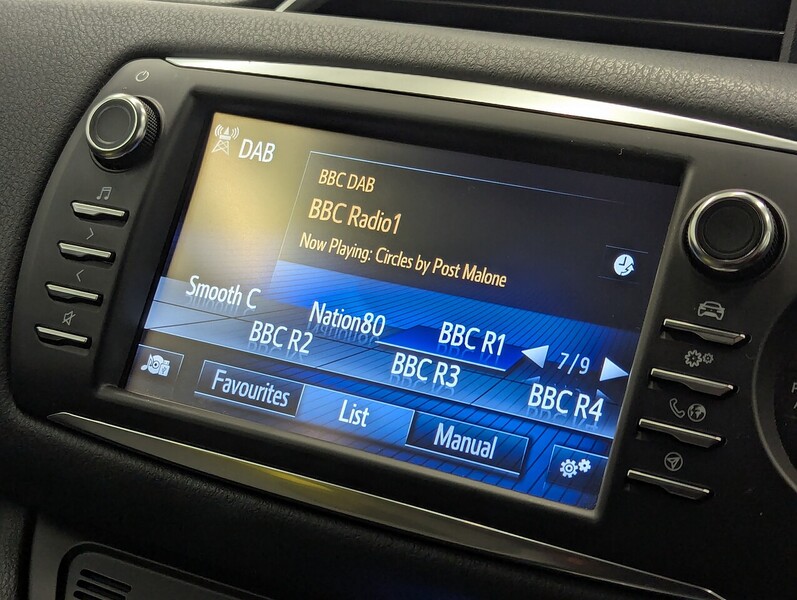 DAB
BBC DAB
BBC Radio1
Now Playing: Circles by Post Malone
Smooth C
Nation80
BBC R1
7/9
BBC R2
BBC R3
BBC R4
Favourites
List
Manual